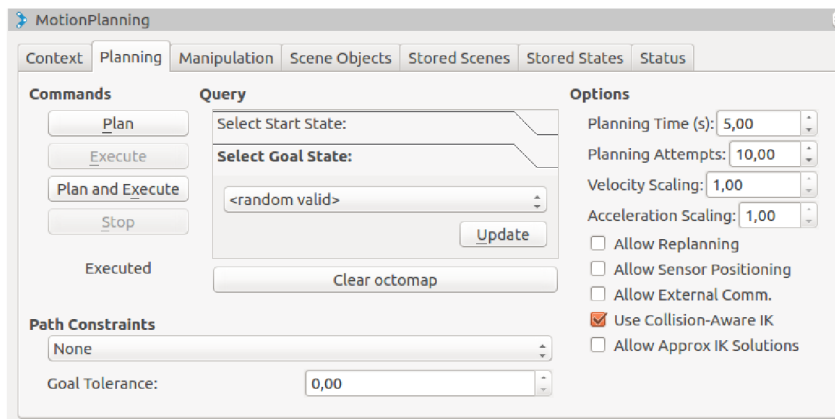 MotionPlanning
Context Planning Manipulation Scene Objects Stored Scenes Stored States Status
Commands
Plan
Execute
Plan and Execute
Stop
Executed
Query
Select Start State:
Select Goal State:
<random valid>
Update
Clear octomap
Path Constraints
None
Goal Tolerance: 0,00
Options
Planning Time (s): 5,00
Planning Attempts: 10,00
Velocity Scaling: 1,00
Acceleration Scaling: 1,00
Allow Replanning
Allow Sensor Positioning
Allow External Comm.
Use Collision-Aware IK
Allow Approx IK Solutions